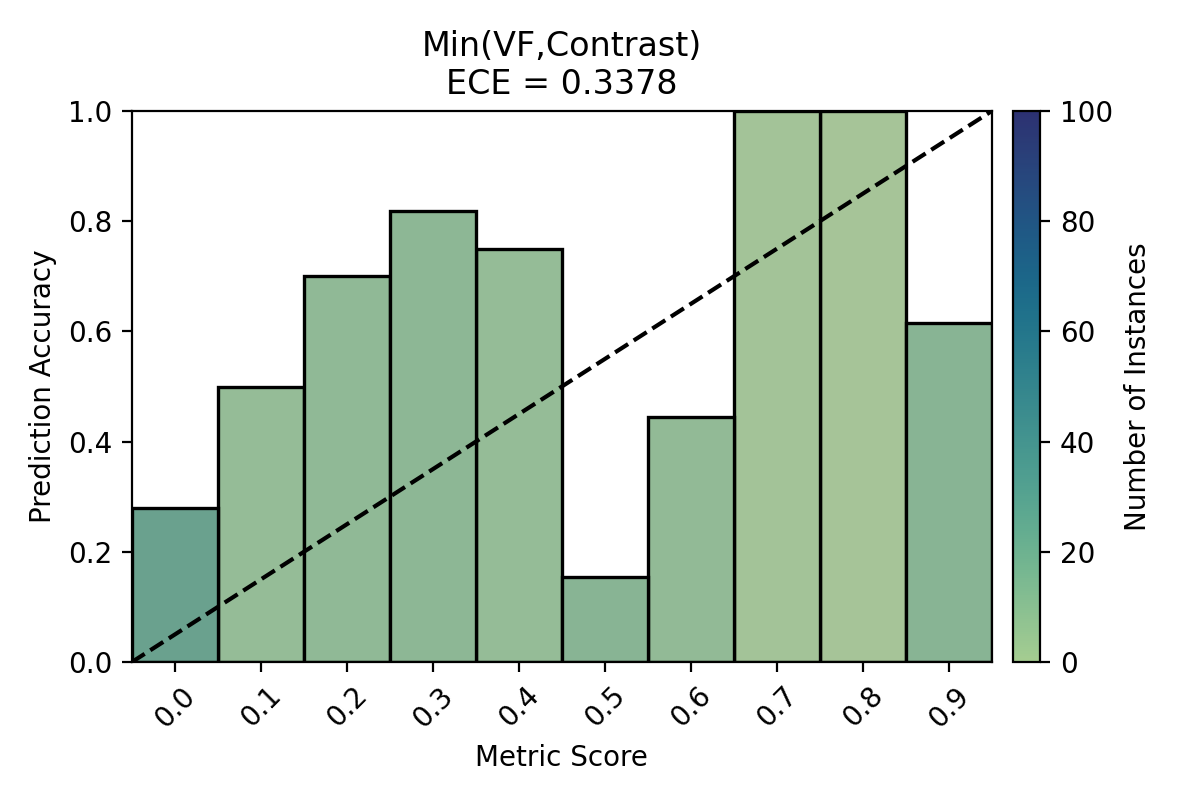 Min(VF,Contrast)
ECE = 0.3378
1.0
0.8
0.6
0.4
0.2
0.0
Prediction Accuracy
0.0 0.1 0.2 0.3 0.4 0.5 0.6 0.7 0.8 0.9
Metric Score
100
80
60
40
20
0
Number of Instances